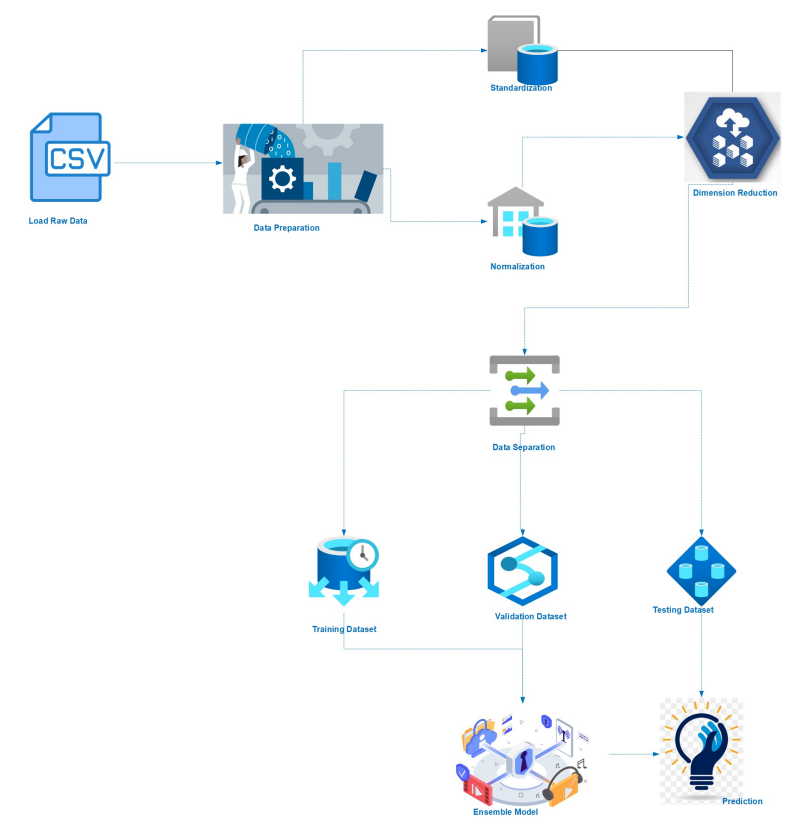 Standardization
CSV
Dimension Reduction
Load Raw Data
Data Preparation
Normalization
Data Separation
Training Dataset
Validation Dataset
Testing Dataset
Prediction
Ensemble Model